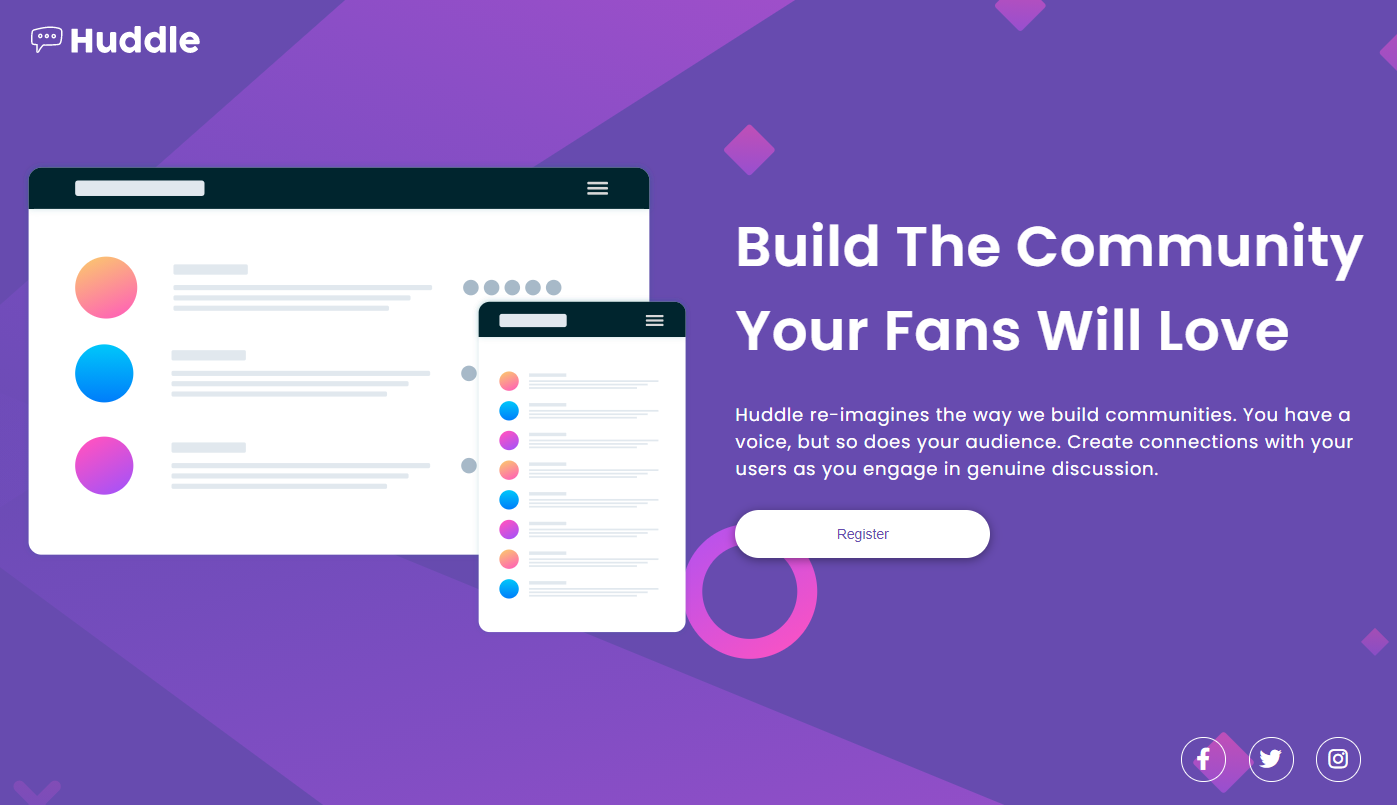 Huddle
Build The Community
Your Fans Will Love
Huddle re-imagines the way we build communities. You have a
voice, but so does your audience. Create connections with your
users as you engage in genuine discussion.
Register